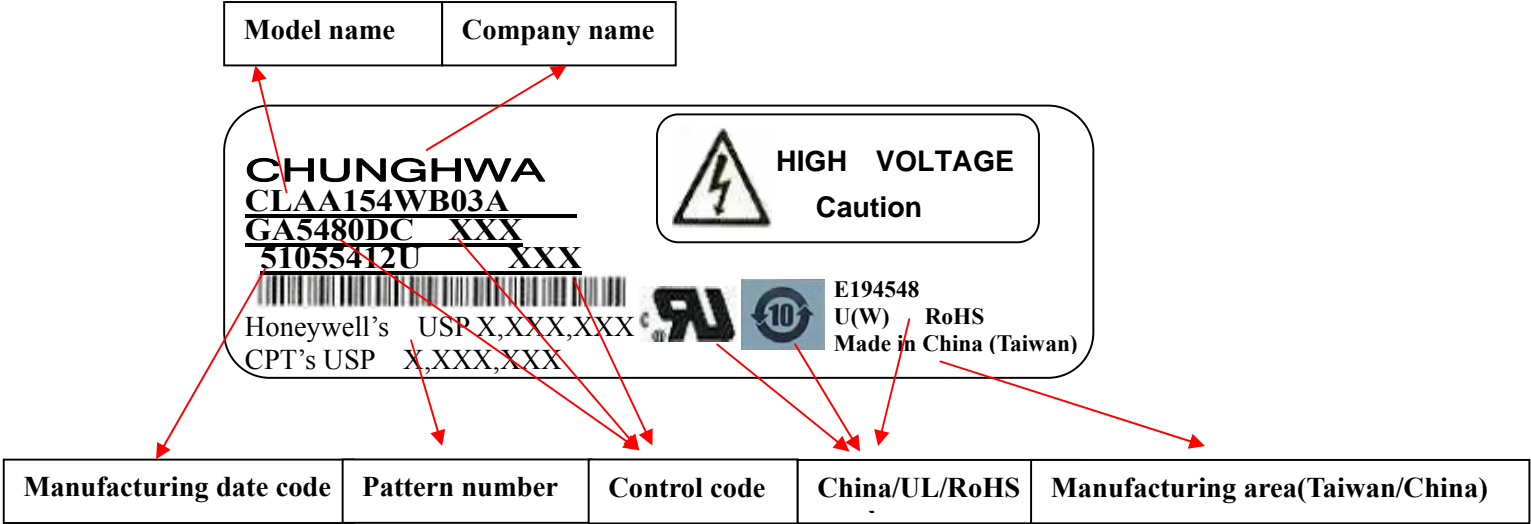 Model name Company name
CHUNGHWA
CLAA154WB03A
GA5480DC XXX
51055412U XXX
HIGH VOLTAGE
Caution
Honeywell’s USP X,XXX,XXX
CPT’s USP X,XXX,XXX
c RU
10
E194548
U(W) RoHS
Made in China (Taiwan)
Manufacturing date code Pattern number Control code China/UL/RoHS Manufacturing area(Taiwan/China)